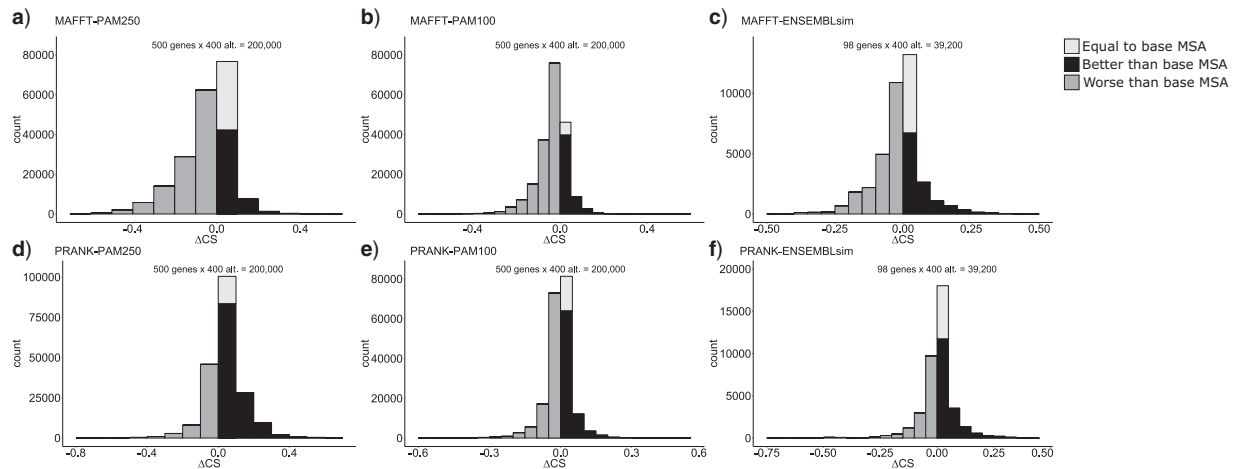 a)
MAFFT-PAM250
500 genes x 400 alt. = 200,000
80000
60000
40000
20000
0
count
-0.4
0.0
0.4
ΔCS
b)
MAFFT-PAM100
500 genes x 400 alt. = 200,000
80000
60000
40000
20000
0
count
-0.4
0.0
0.4
ΔCS
c)
MAFFT-ENSEMBLsim
98 genes x 400 alt. = 39,200
10000
5000
0
count
-0.50
-0.25
0.00
0.25
0.50
ΔCS
Equal to base MSA
Better than base MSA
Worse than base MSA
d)
PRANK-PAM250
500 genes x 400 alt. = 200,000
100000
75000
50000
25000
0
count
-0.8
-0.4
0.0
0.4
ΔCS
e)
PRANK-PAM100
500 genes x 400 alt. = 200,000
80000
60000
40000
20000
0
count
-0.6
-0.3
0.0
0.3
0.6
ΔCS
f)
PRANK-ENSEMBLsim
98 genes x 400 alt. = 39,200
20000
15000
10000
5000
0
count
-0.75
-0.50
-0.25
0.00
0.25
0.50
ΔCS